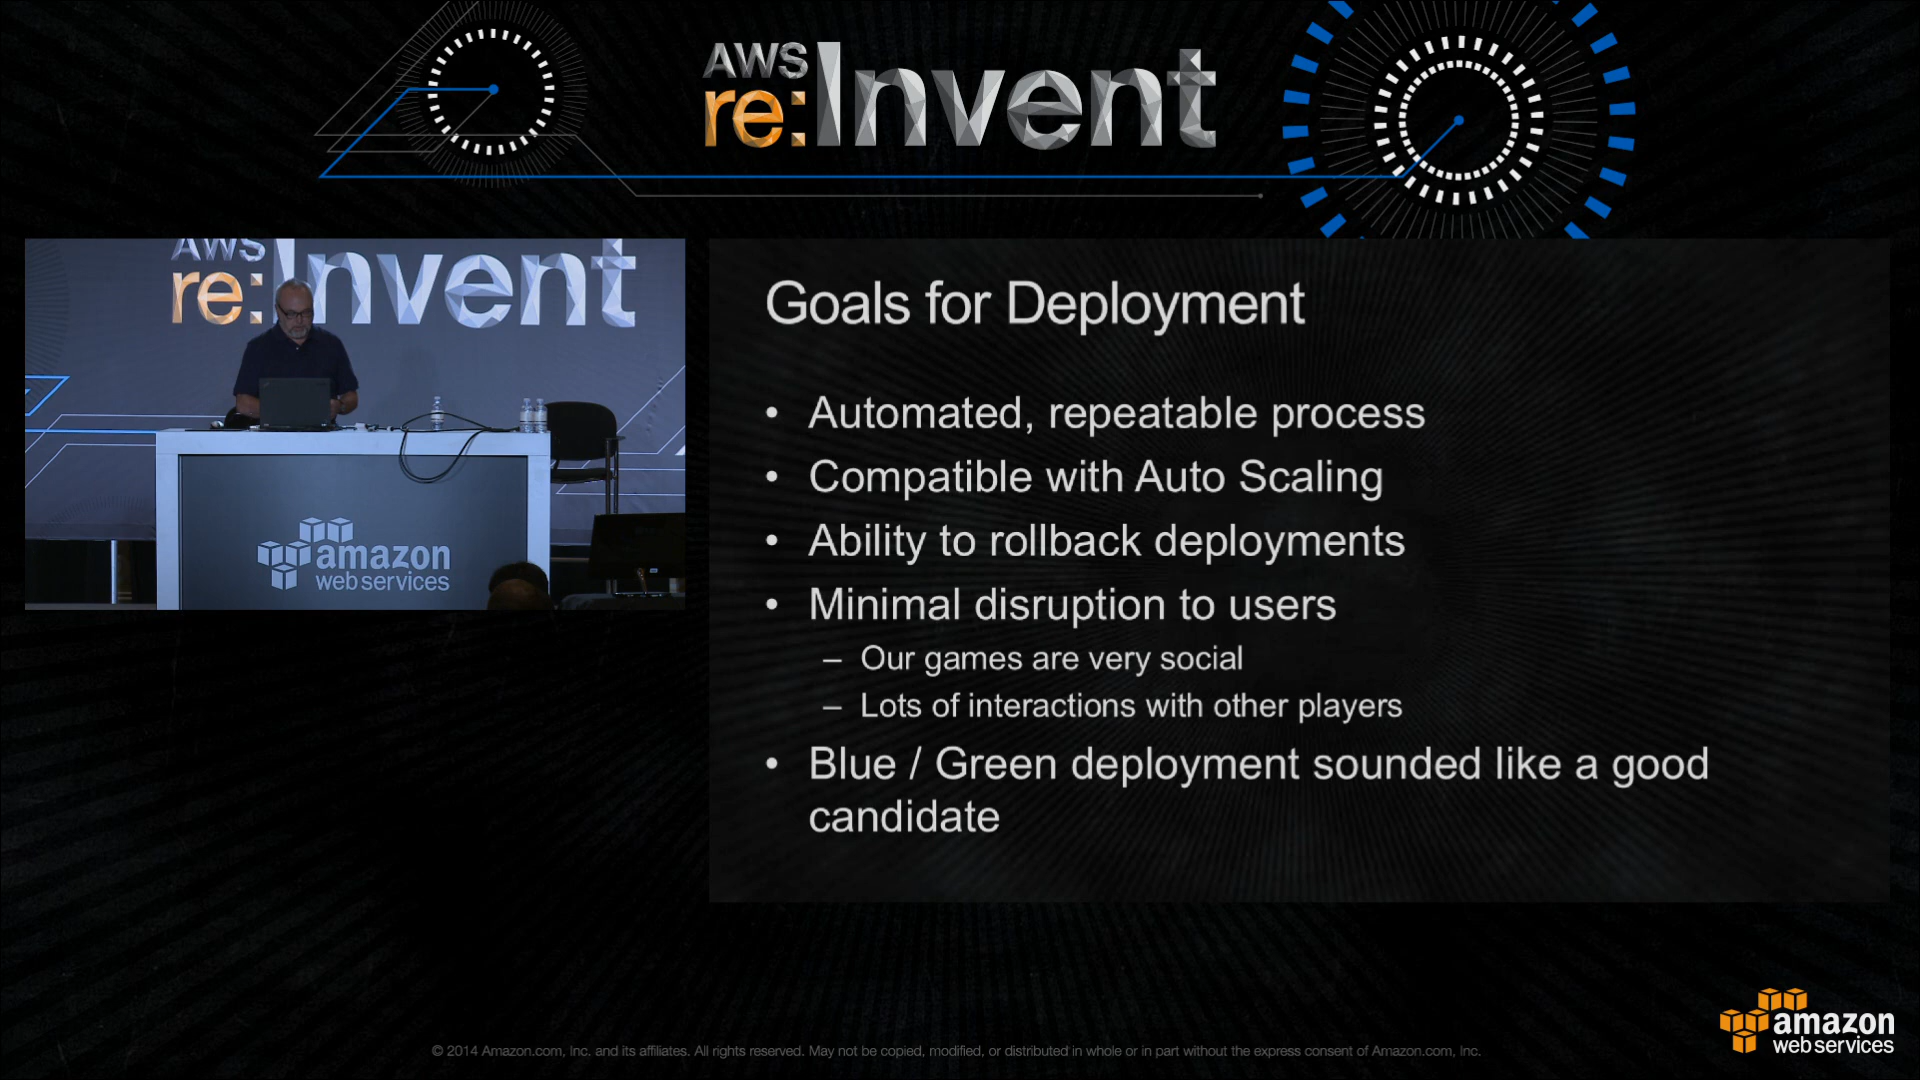 AWS
re:Invent
AWS
re:Invent
amazon
web services
Goals for Deployment
• Automated, repeatable process
• Compatible with Auto Scaling
• Ability to rollback deployments
• Minimal disruption to users
– Our games are very social
– Lots of interactions with other players
• Blue / Green deployment sounded like a good
candidate
amazon
web services
© 2014 Amazon.com, Inc. and its affiliates. All rights reserved. May not be copied, modified, or distributed in whole or in part without the express consent of Amazon.com, Inc.